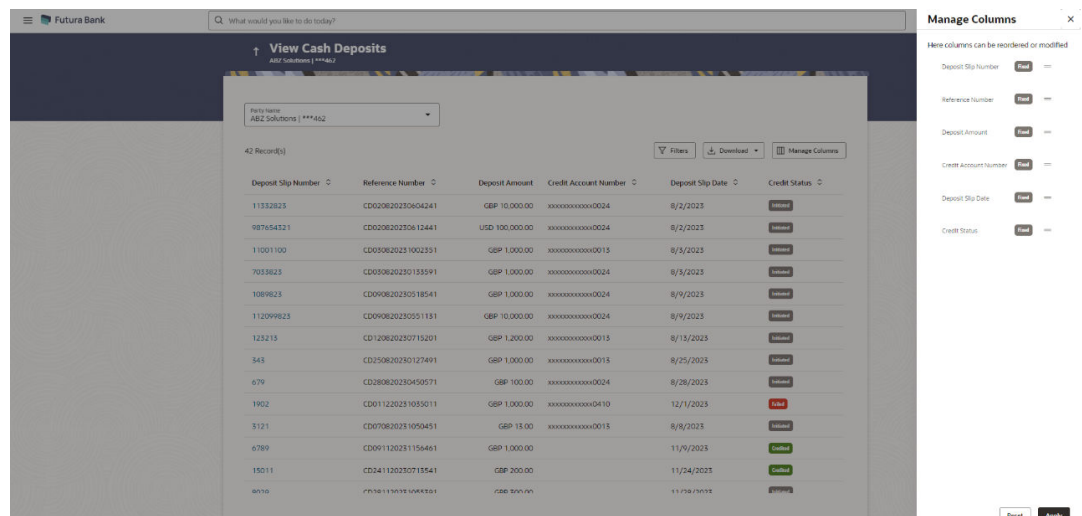 Futura Bank
What would you like to do today?
View Cash Deposits
ABZ Solutions | ***462
Party Name
ABZ Solutions | ***462
42 Record(s)
Filters
Download
Manage Columns
Deposit Slip Number Reference Number Deposit Amount Credit Account Number Deposit Slip Date Credit Status
11332823 CD020820230604241 GBP 10,000.00 xxxxxxxxxxxx0024 8/2/2023 Initiated
987654321 CD020820230612441 USD 100,000.00 xxxxxxxxxxxx0024 8/2/2023 Initiated
11001100 CD030820231002351 GBP 1,000.00 xxxxxxxxxxxx0013 8/3/2023 Initiated
7033823 CD030820230133591 GBP 1,000.00 xxxxxxxxxxxx0024 8/3/2023 Initiated
1089823 CD090820230518541 GBP 1,000.00 xxxxxxxxxxxx0024 8/9/2023 Initiated
112099823 CD090820230551131 GBP 10,000.00 xxxxxxxxxxxx0024 8/9/2023 Initiated
123213 CD120820230715201 GBP 1,200.00 xxxxxxxxxxxx0013 8/13/2023 Initiated
343 CD250820230127491 GBP 1,000.00 xxxxxxxxxxxx0013 8/25/2023 Initiated
679 CD280820230450571 GBP 100.00 xxxxxxxxxxxx0024 8/28/2023 Initiated
1902 CD011220231035011 GBP 1,000.00 xxxxxxxxxxxx0410 12/1/2023 Failed
3121 CD070820231050451 GBP 13.00 xxxxxxxxxxxx0013 8/8/2023 Initiated
6789 CD091120231156461 GBP 1,000.00 11/9/2023 Credited
15011 CD241120230713541 GBP 200.00 11/24/2023 Credited
GBP 300.00 11/28/2023
Manage Columns
Here columns can be reordered or modified
Deposit Slip Number Fixed
Reference Number Fixed
Deposit Amount Fixed
Credit Account Number Fixed
Deposit Slip Date Fixed
Credit Status Fixed
Reset Apply